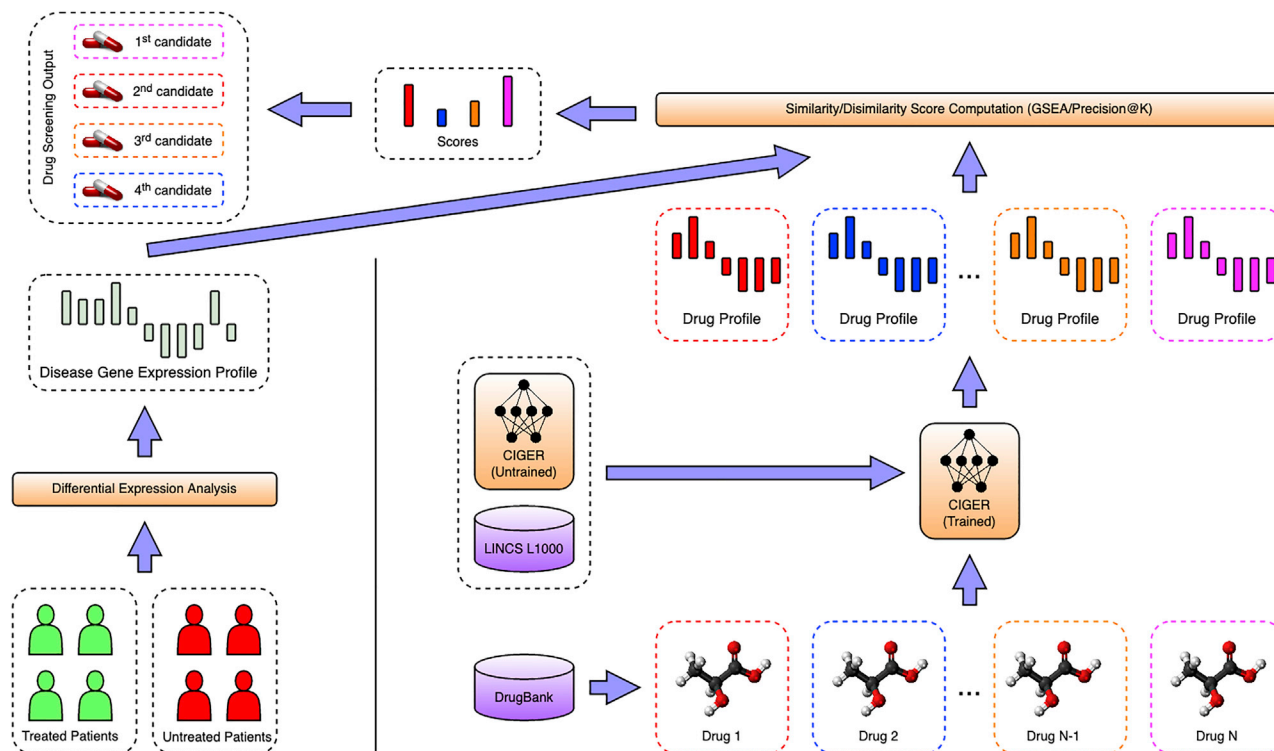 Drug Screening Output
1st candidate
2nd candidate
3rd candidate
4th candidate
Scores
Similarity/Disimilarity Score Computation (GSEA/Precision@K)
Drug Profile
Drug Profile
...
Drug Profile
Drug Profile
Disease Gene Expression Profile
Differential Expression Analysis
Treated Patients
Untreated Patients
CIGER
(Untrained)
LINCS L1000
CIGER
(Trained)
DrugBank
Drug 1
Drug 2
...
Drug N-1
Drug N